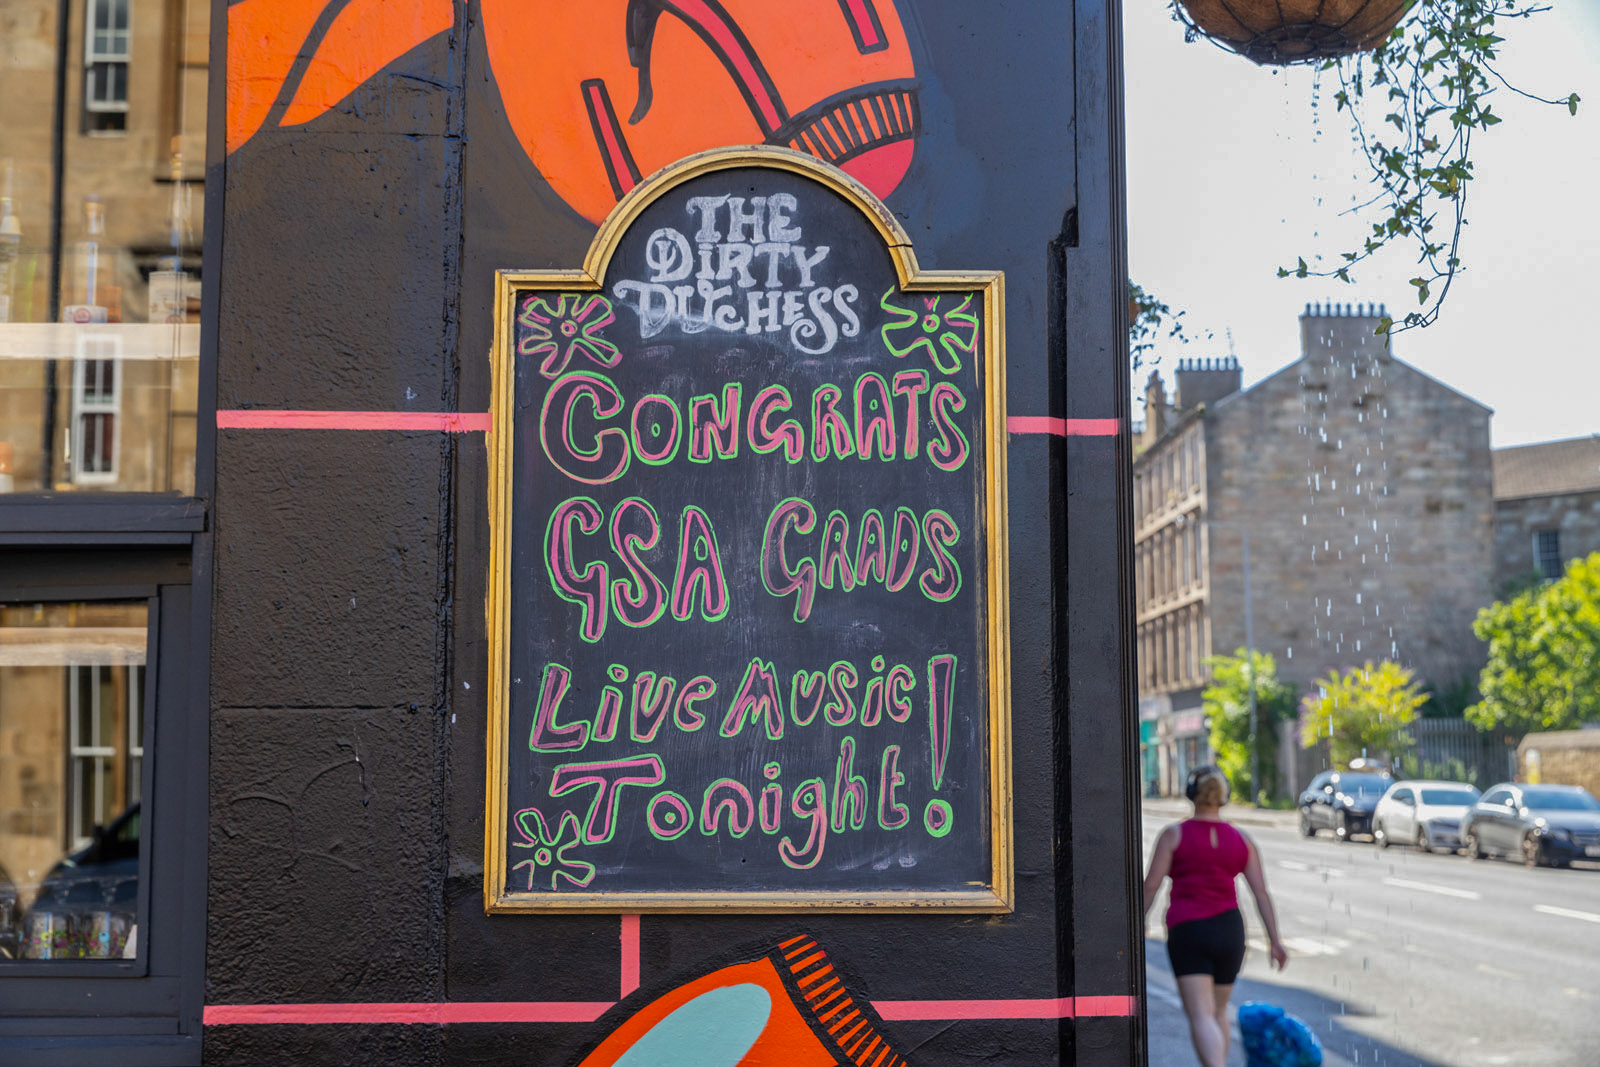 THE
DIRTY
DUCHESS
CONGRATS
GSA GRADS
LIVE MUSIC
Tonight!